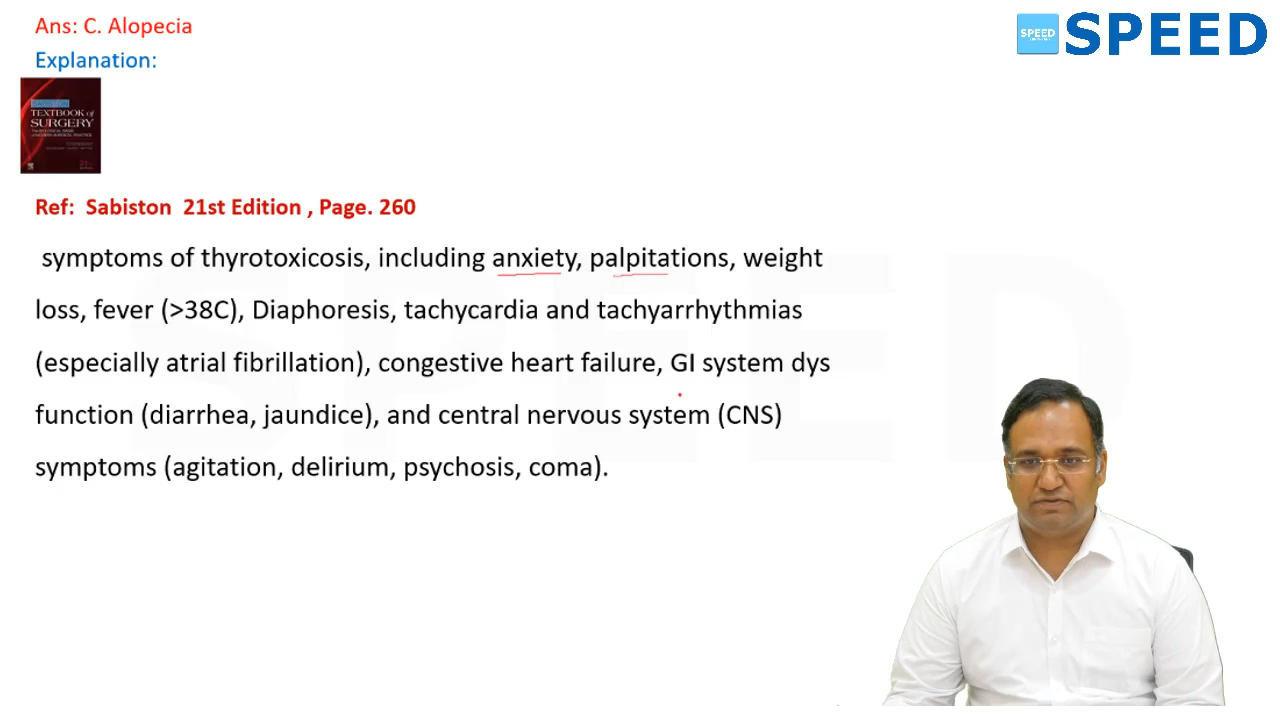 Ans: C. Alopecia
SPEED
SPEED
Explanation:
TEXTBOOK of
SURGERY
Ref: Sabiston 21st Edition , Page. 260
symptoms of thyrotoxicosis, including anxiety, palpitations, weight
loss, fever (>38C), Diaphoresis, tachycardia and tachyarrhythmias
(especially atrial fibrillation), congestive heart failure, GI system dys
function (diarrhea, jaundice), and central nervous system (CNS)
symptoms (agitation, delirium, psychosis, coma).